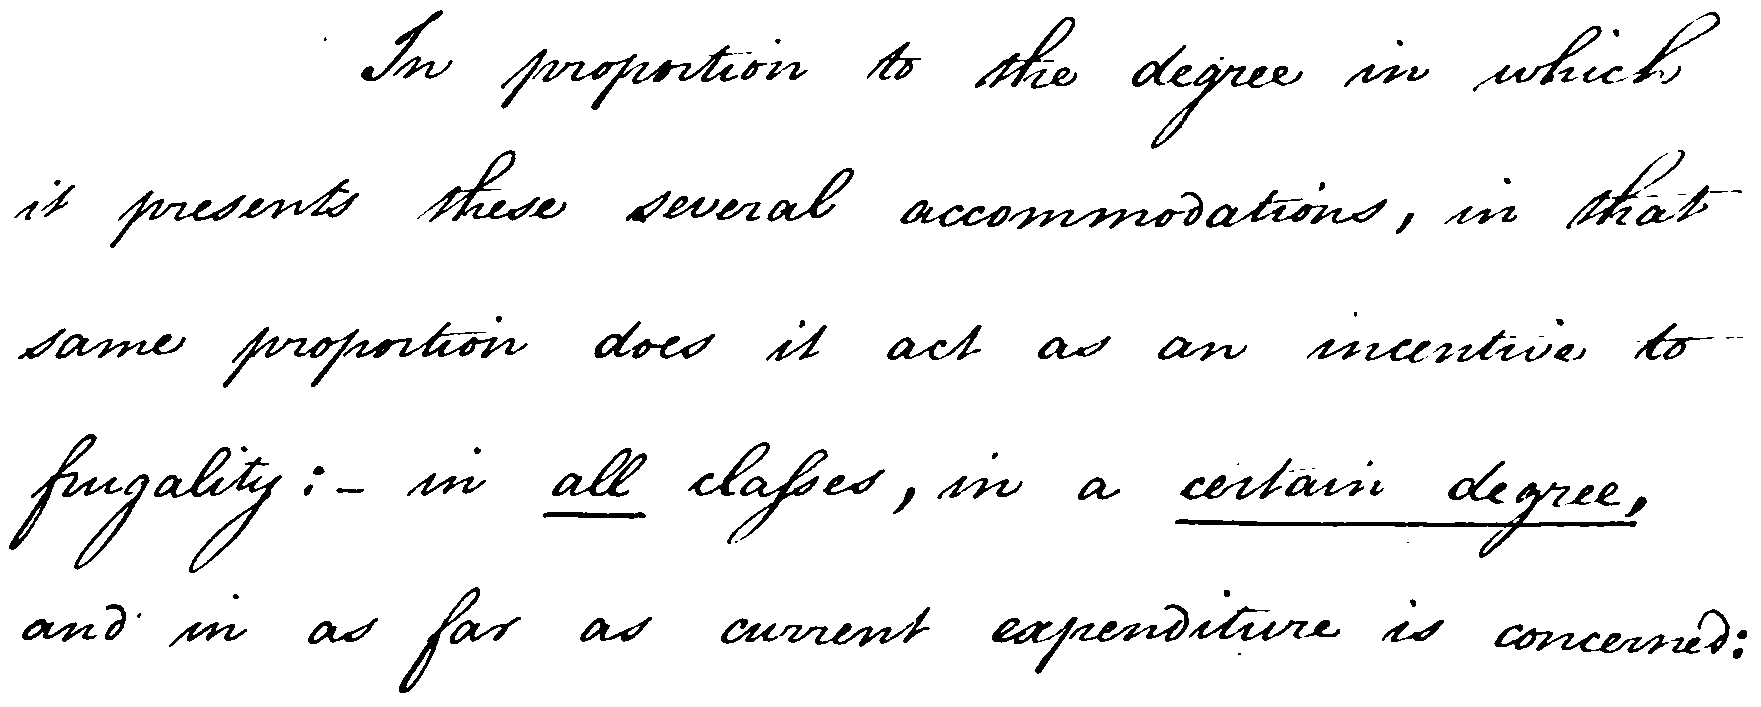 In proportion to the degree in which
it presents these several accommodations, in that
same proportion does it act as an incentive to
frugality:– in all claſses, in a certain degree,
and in as far as current expenditure is concerned: